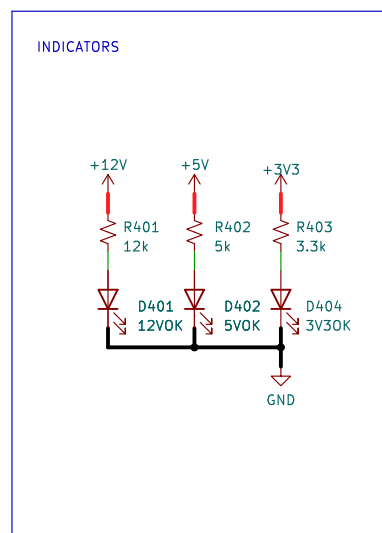 INDICATORS
+12V
+5V
+3V3
R401
12k
R402
5k
R403
3.3k
D401
12VOK
D402
5VOK
D404
3V3OK
GND